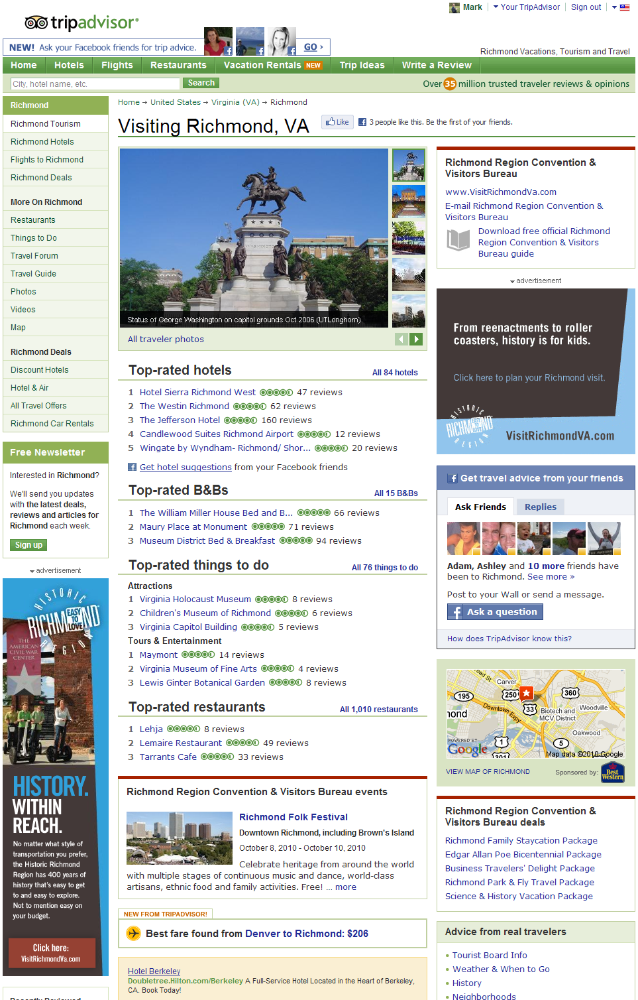 Mark
Your TripAdvisor
Sign out
tripadvisor®
NEW! Ask your Facebook friends for trip advice.
GO ›
Richmond Vacations, Tourism and Travel
Home
Hotels
Flights
Restaurants
Vacation Rentals NEW
Trip Ideas
Write a Review
City, hotel name, etc.
Search
Over 35 million trusted traveler reviews & opinions
Richmond
Richmond Tourism
Richmond Hotels
Flights to Richmond
Richmond Deals
More On Richmond
Restaurants
Things to Do
Travel Forum
Travel Guide
Photos
Videos
Map
Richmond Deals
Discount Hotels
Hotel & Air
All Travel Offers
Richmond Car Rentals
Free Newsletter
Interested in Richmond?
We'll send you updates
with the latest deals,
reviews and articles for
Richmond each week.
Sign up
advertisement
HISTORIC
RICHMOND
EASY TO LOVE
REGION
THE
AMERICAN
CIVIL WAR
CENTER
HISTORY.
WITHIN
REACH.
No matter what style of
transportation you prefer,
the Historic Richmond
Region has 400 years of
history that's easy to get
to and easy to explore.
Not to mention easy on
your budget.
Click here:
VisitRichmondVa.com
Recently Reviewed
Home → United States → Virginia (VA) → Richmond
Visiting Richmond, VA
Like
3 people like this. Be the first of your friends.
WASHINGTON
Status of George Washington on capitol grounds Oct 2006 (UTLonghorn)
All traveler photos
Top-rated hotels
All 84 hotels
1 Hotel Sierra Richmond West 47 reviews
2 The Westin Richmond 62 reviews
3 The Jefferson Hotel 160 reviews
4 Candlewood Suites Richmond Airport 12 reviews
5 Wingate by Wyndham- Richmond/ Shor... 20 reviews
Get hotel suggestions from your Facebook friends
Top-rated B&Bs
All 15 B&Bs
1 The William Miller House Bed and B... 66 reviews
2 Maury Place at Monument 71 reviews
3 Museum District Bed & Breakfast 94 reviews
Top-rated things to do
All 76 things to do
Attractions
1 Virginia Holocaust Museum 8 reviews
2 Children's Museum of Richmond 6 reviews
3 Virginia Capitol Building 5 reviews
Tours & Entertainment
1 Maymont 14 reviews
2 Virginia Museum of Fine Arts 4 reviews
3 Lewis Ginter Botanical Garden 8 reviews
Top-rated restaurants
All 1,010 restaurants
1 Lehja 8 reviews
2 Lemaire Restaurant 49 reviews
3 Tarrants Cafe 33 reviews
Richmond Region Convention & Visitors Bureau events
Richmond Folk Festival
Downtown Richmond, including Brown's Island
October 8, 2010 - October 10, 2010
Celebrate heritage from around the world
with multiple stages of continuous music and dance, world-class
artisans, ethnic food and family activities. Free! ... more
NEW FROM TRIPADVISOR!
Best fare found from Denver to Richmond: $206
Hotel Berkeley
Doubletree.Hilton.com/Berkeley A Full-Service Hotel Located in the Heart of Berkeley,
CA. Book Today!
Richmond Region Convention &
Visitors Bureau
www.VisitRichmondVa.com
E-mail Richmond Region Convention &
Visitors Bureau
Download free official Richmond
Region Convention & Visitors
Bureau guide
advertisement
From reenactments to roller
coasters, history is for kids.
Click here to plan your Richmond visit.
HISTORIC
RICHMOND
EASY TO LOVE
REGION
VisitRichmondVA.com
Get travel advice from your friends
Ask Friends
Replies
Adam, Ashley and 10 more friends have
been to Richmond. See more »
Post to your Wall or send a message.
Ask a question
How does TripAdvisor know this?
oad St
Carver
195
250
360
33
Woodville
Downtown Expy
Biotech and
MCV District
mond
Oakwood
1
5
301
POWERED BY
Google
Map data ©2010 Google
VIEW MAP OF RICHMOND
Sponsored by:
Best
Western
Richmond Region Convention &
Visitors Bureau deals
Richmond Family Staycation Package
Edgar Allan Poe Bicentennial Package
Business Travelers' Delight Package
Richmond Park & Fly Travel Package
Science & History Vacation Package
Advice from real travelers
• Tourist Board Info
• Weather & When to Go
• History
• Neighborhoods